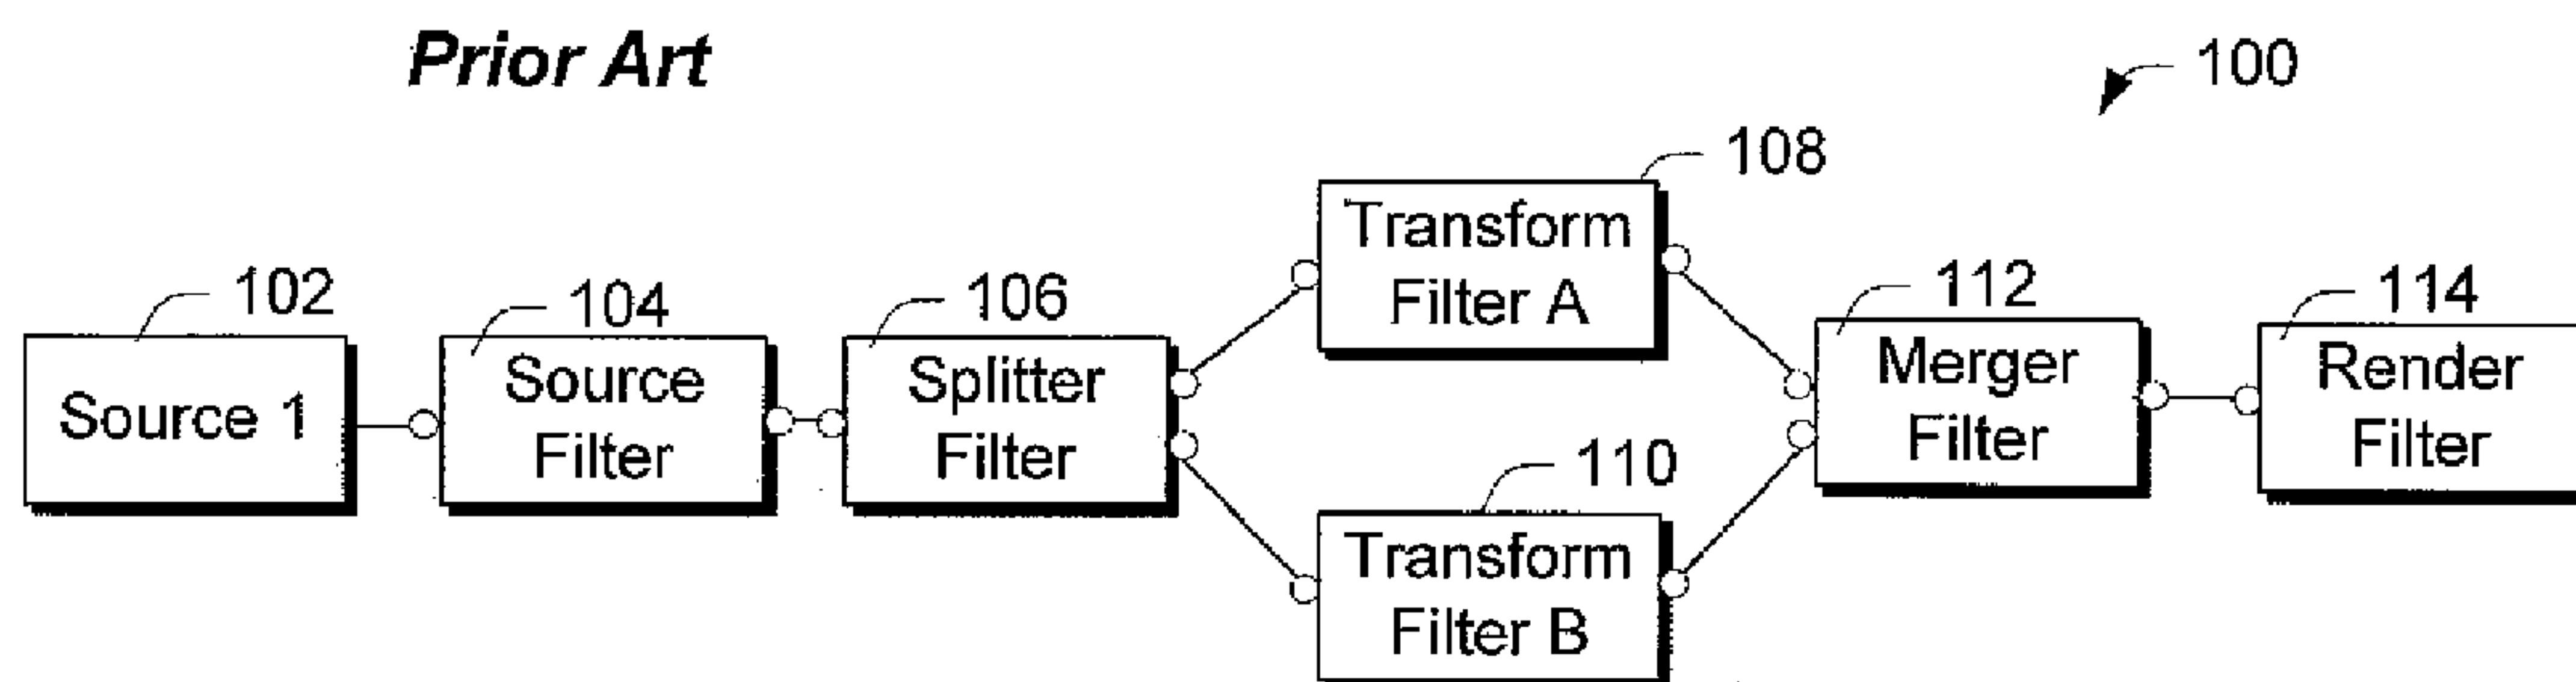 Prior Art
100
108
Transform
Filter A
102
Source 1
104
Source
Filter
106
Splitter
Filter
110
Transform
Filter B
112
Merger
Filter
114
Render
Filter